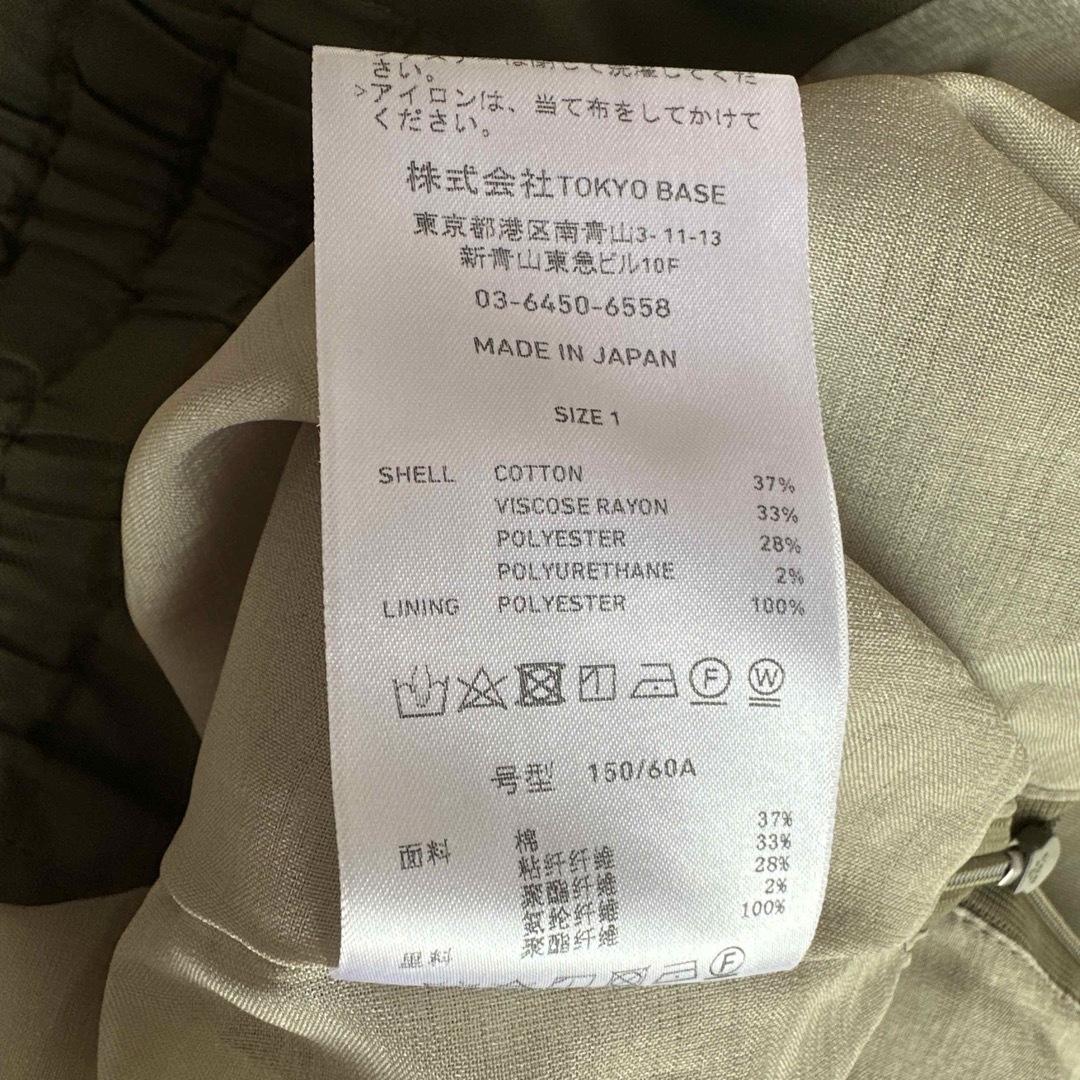 さい。
>アイロンは、当て布をしてかけて
ください。
株式会社TOKYO BASE
東京都港区南青山3-11-13
新青山東急ビル10F
03-6450-6558
MADE IN JAPAN
SIZE 1
SHELL COTTON 37%
VISCOSE RAYON 33%
POLYESTER 28%
POLYURETHANE 2%
LINING POLYESTER 100%
F W
号型 150/60A
面料 棉 37%
粘纤纤维 33%
聚酯纤维 28%
氨纶纤维 2%
聚酯纤维 100%
F